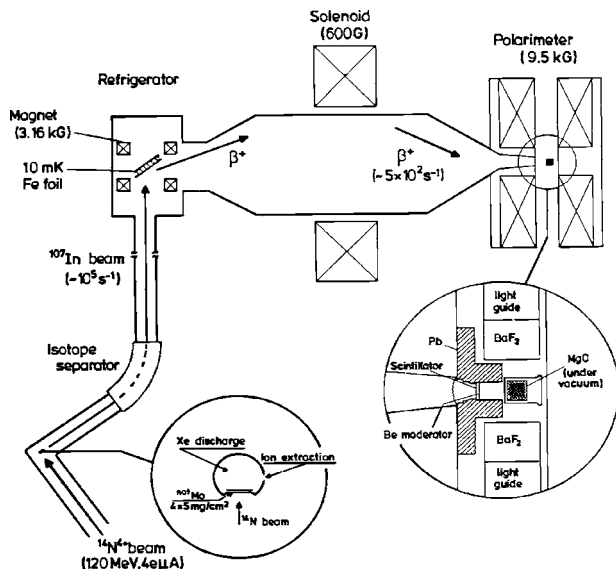 Solenoid
(600G)
Polarimeter
(9.5 kG)
Refrigerator
Magnet
(3.16 kG)
10 mK
Fe foil
β⁺
β⁺
(~5×10²s⁻¹)
¹⁰⁷In beam
(~10⁵s⁻¹)
Isotope
separator
light
guide
BaF₂
Pb
MgO
(under
vacuum)
Scintillator
Be moderator
BaF₂
light
guide
Xe discharge
Ion extraction
ⁿᵃᵗMo
4×5mg/cm²
¹⁴N beam
¹⁴N⁴⁺beam
(120MeV,4eµA)